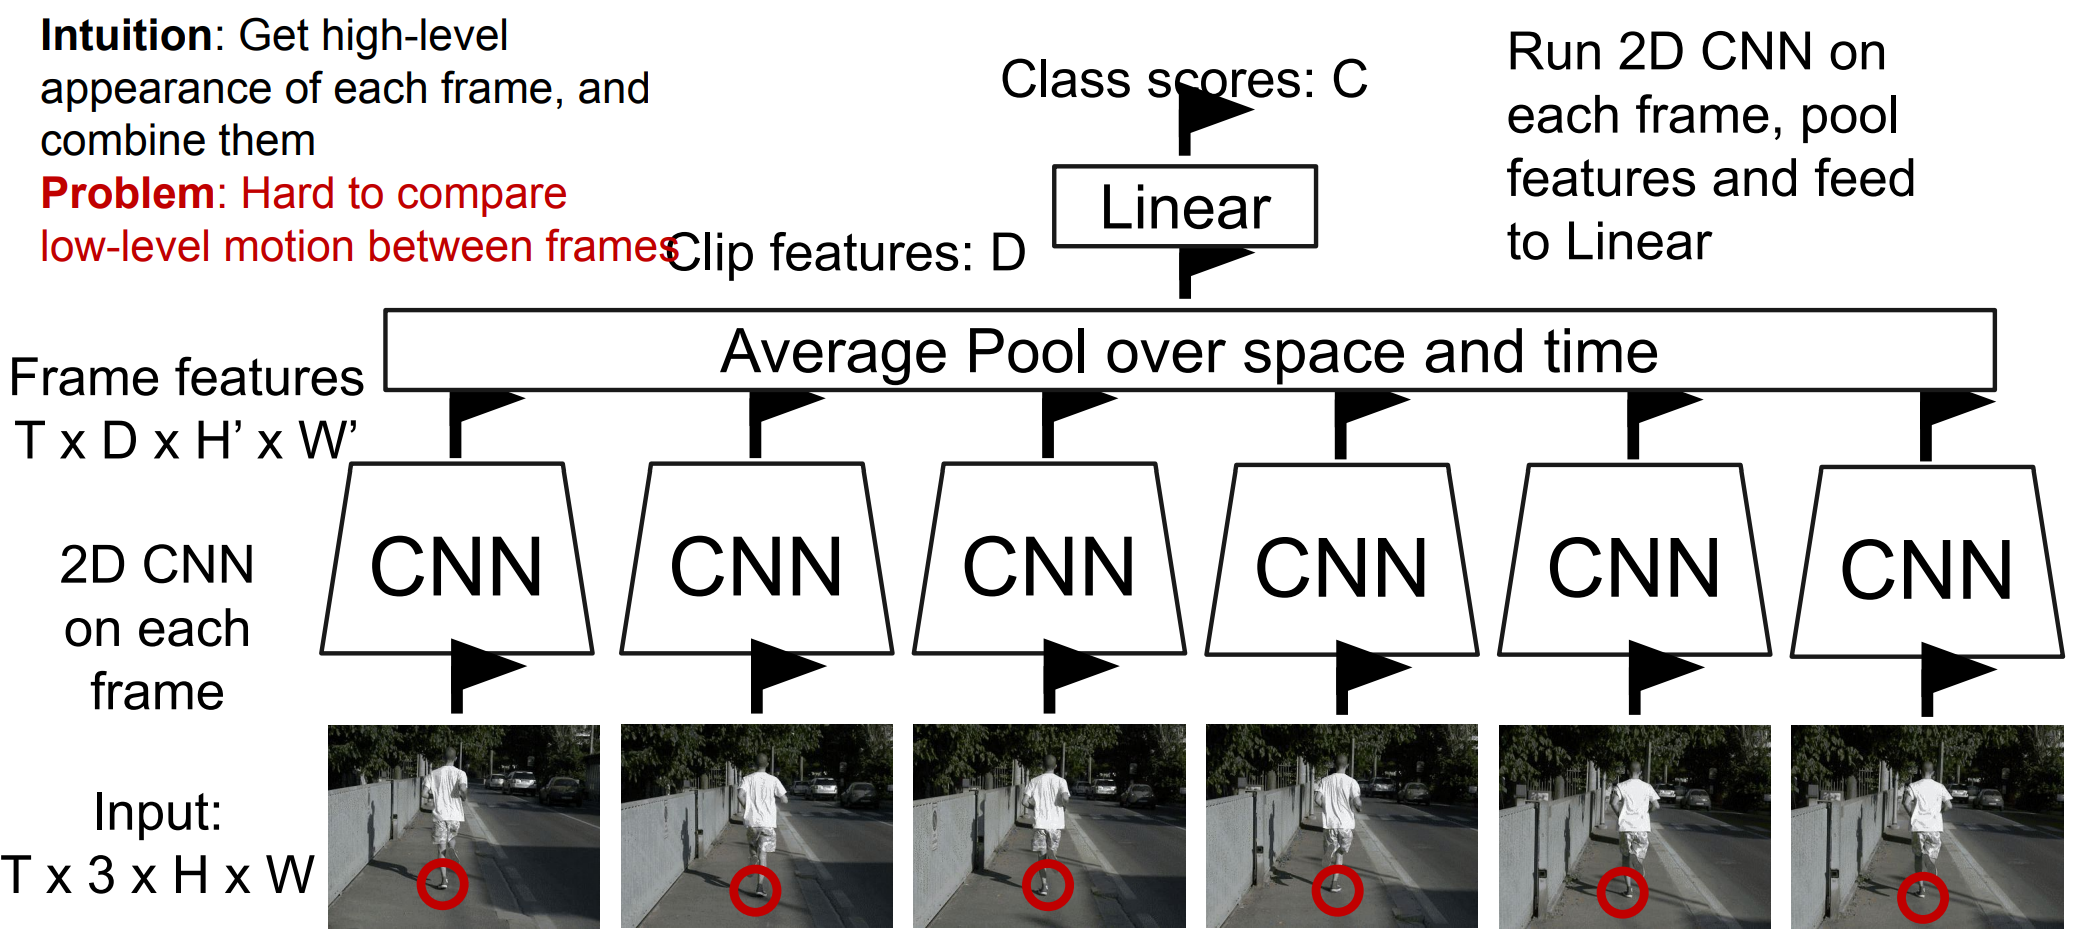 Intuition: Get high-level
appearance of each frame, and
combine them
Problem: Hard to compare
low-level motion between frames
Class scores: C
Run 2D CNN on
each frame, pool
features and feed
to Linear
Linear
Clip features: D
Average Pool over space and time
Frame features
T x D x H’ x W’
CNN CNN CNN CNN CNN CNN
2D CNN
on each
frame
Input:
T x 3 x H x W